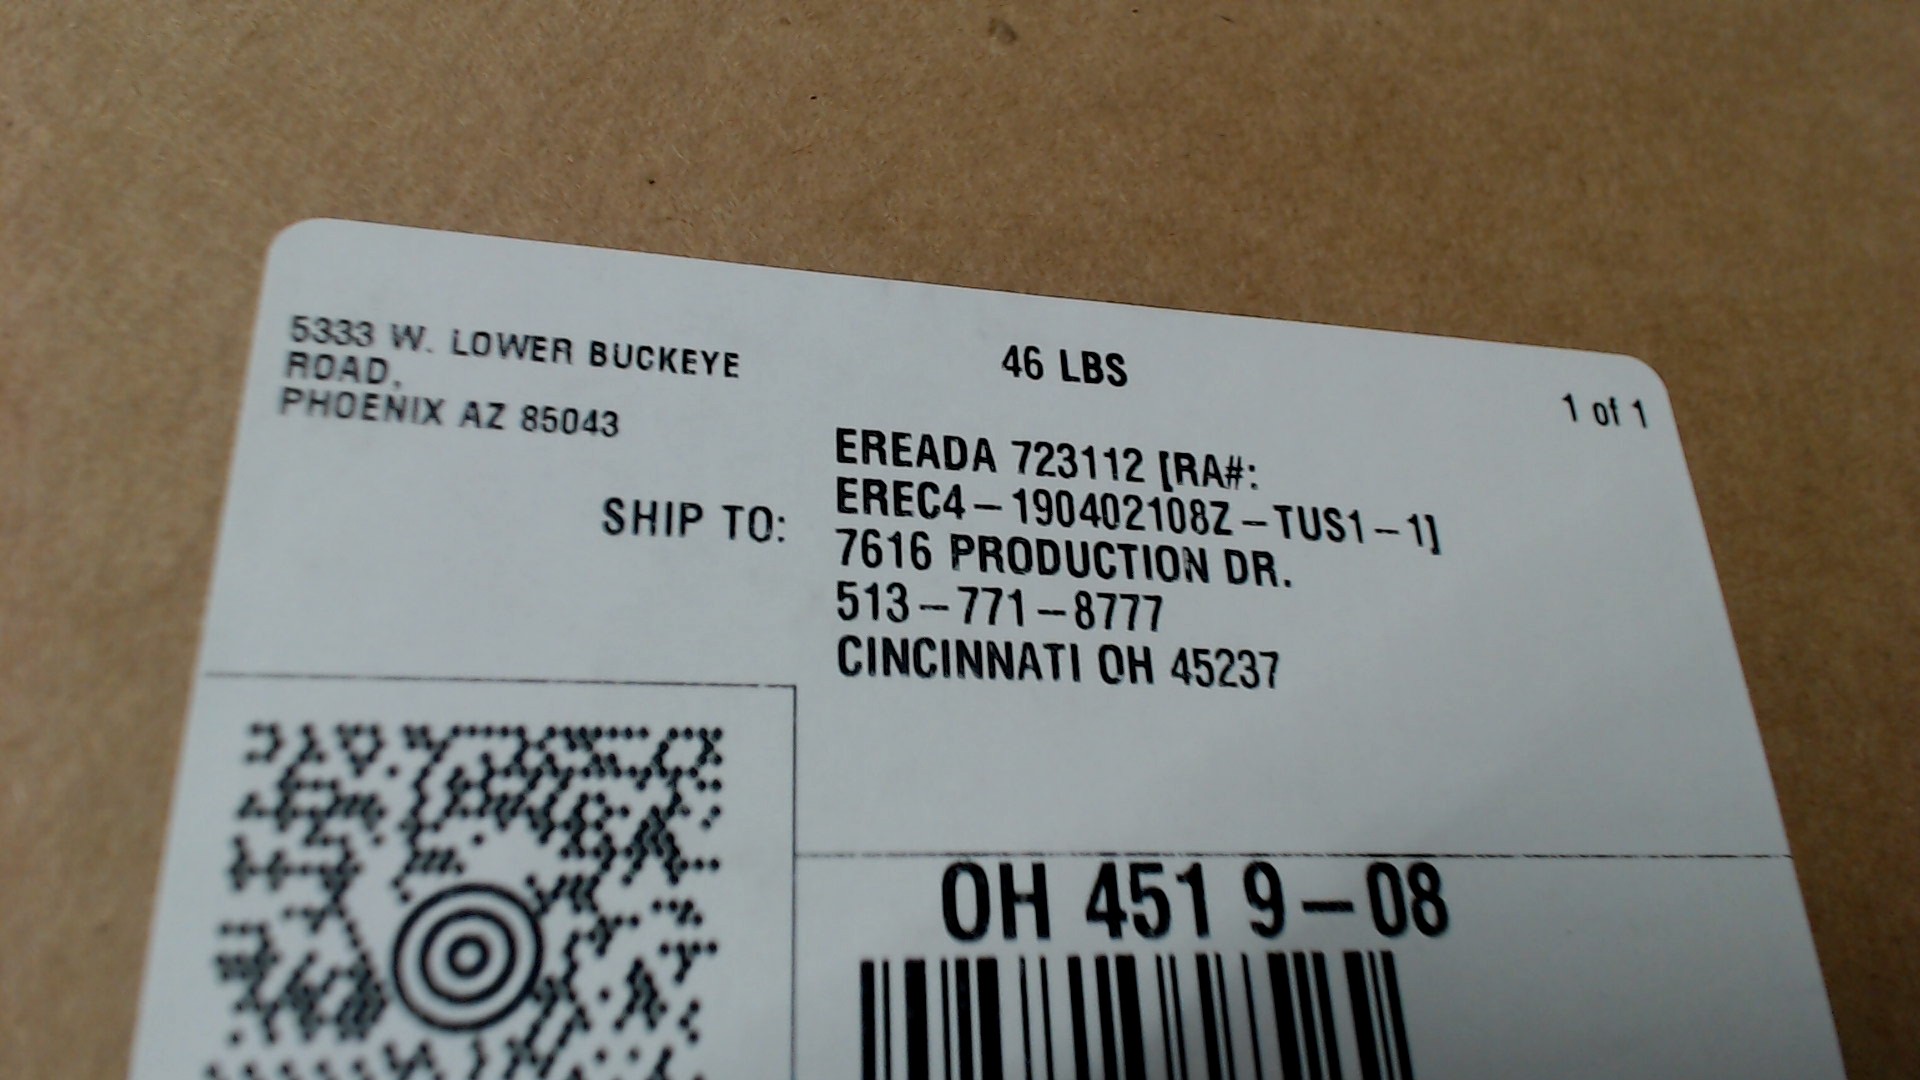 5333 W. LOWER BUCKEYE
ROAD,
PHOENIX AZ 85043
46 LBS
1 of 1
SHIP TO:
EREADA 723112 [RA#:
EREC4-190402108Z-TUS1-1]
7616 PRODUCTION DR.
513-771-8777
CINCINNATI OH 45237
OH 451 9-08